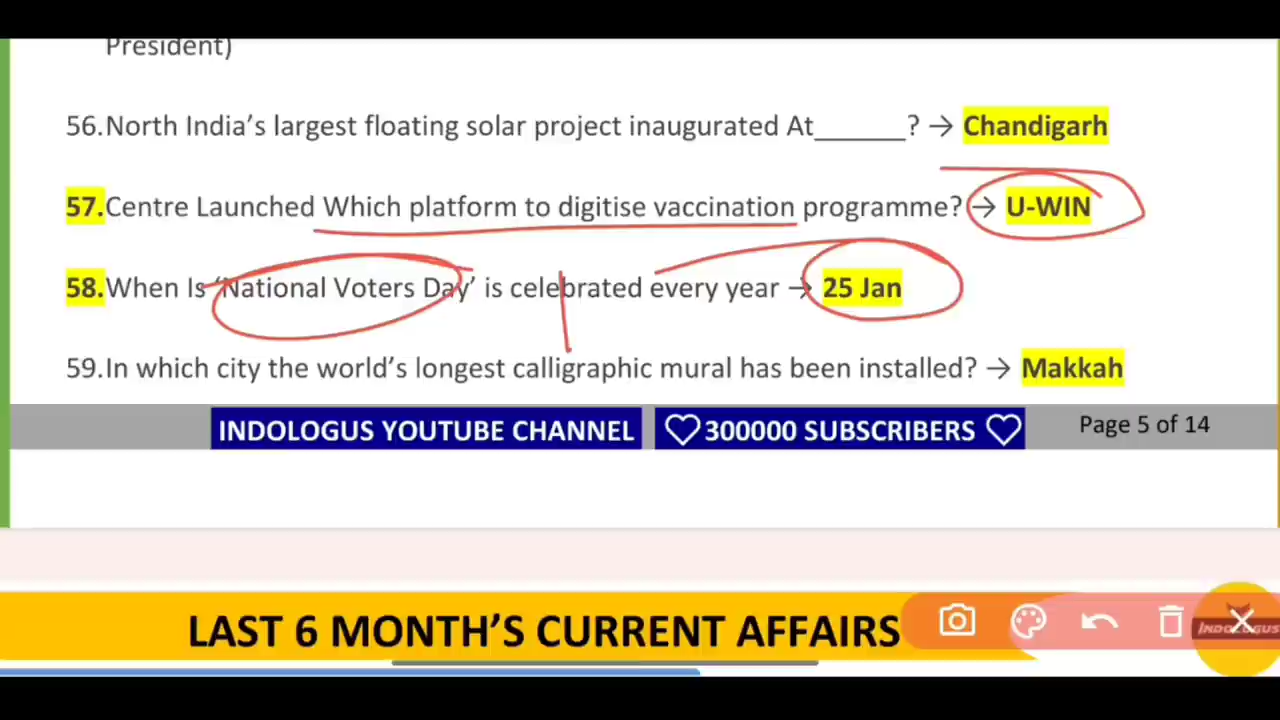 President)
56.North India’s largest floating solar project inaugurated At______? → Chandigarh
57.Centre Launched Which platform to digitise vaccination programme? → U-WIN
58.When Is ‘National Voters Day’ is celebrated every year → 25 Jan
59.In which city the world’s longest calligraphic mural has been installed? → Makkah
INDOLOGUS YOUTUBE CHANNEL ♡300000 SUBSCRIBERS ♡ Page 5 of 14
LAST 6 MONTH’S CURRENT AFFAIRS
INDOLOGUS